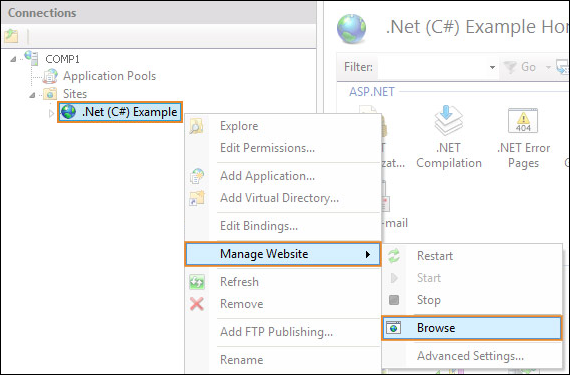 Connections
COMP1
Application Pools
Sites
.Net (C#) Example
.Net (C#) Example Ho
Filter:
Go
ASP.NET
.NET
Compilation
.NET Error
Pages
404
Explore
Edit Permissions...
Add Application...
Add Virtual Directory...
Edit Bindings...
Manage Website
Refresh
Remove
Add FTP Publishing...
Rename
Restart
Start
Stop
Browse
Advanced Settings...